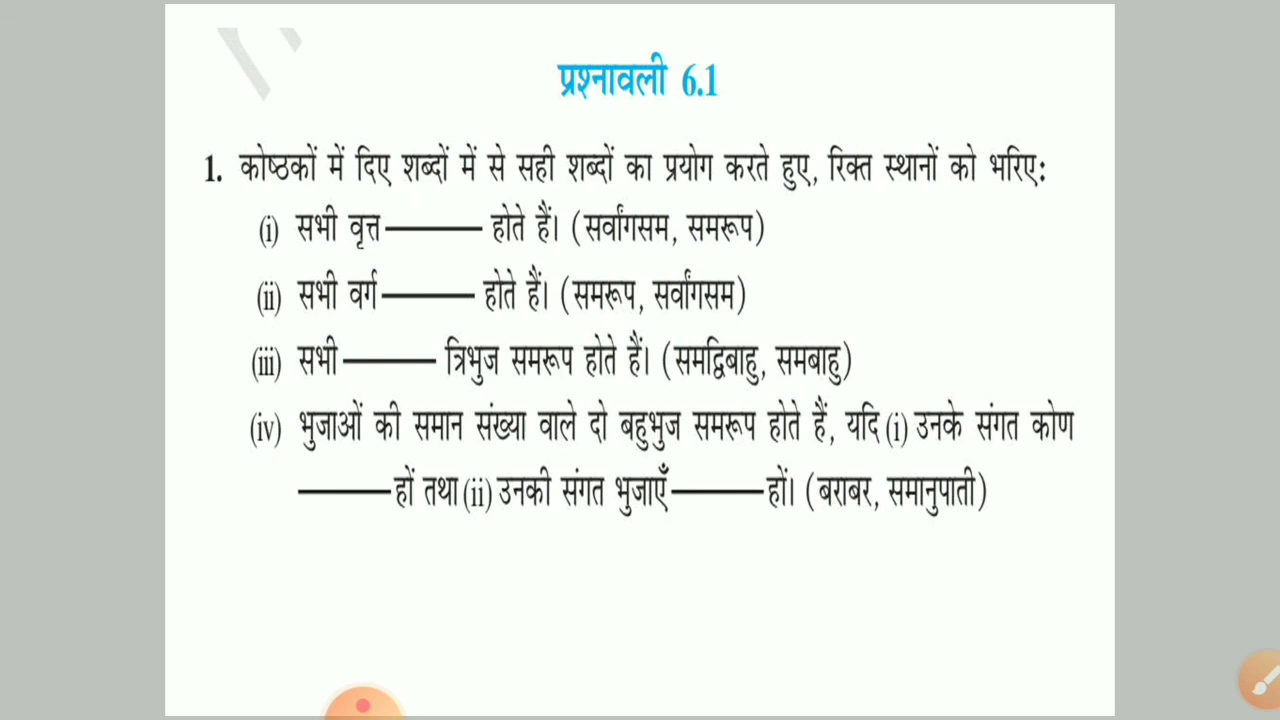 प्रश्नावली 6.1
1. कोष्ठकों में दिए शब्दों में से सही शब्दों का प्रयोग करते हुए, रिक्त स्थानों को भरिए:
(i) सभी वृत्त ——— होते हैं। (सर्वांगसम, समरूप)
(ii) सभी वर्ग ——— होते हैं। (समरूप, सर्वांगसम)
(iii) सभी ——— त्रिभुज समरूप होते हैं। (समद्विबाहु, समबाहु)
(iv) भुजाओं की समान संख्या वाले दो बहुभुज समरूप होते हैं, यदि (i) उनके संगत कोण
——— हों तथा (ii) उनकी संगत भुजाएँ ——— हों। (बराबर, समानुपाती)